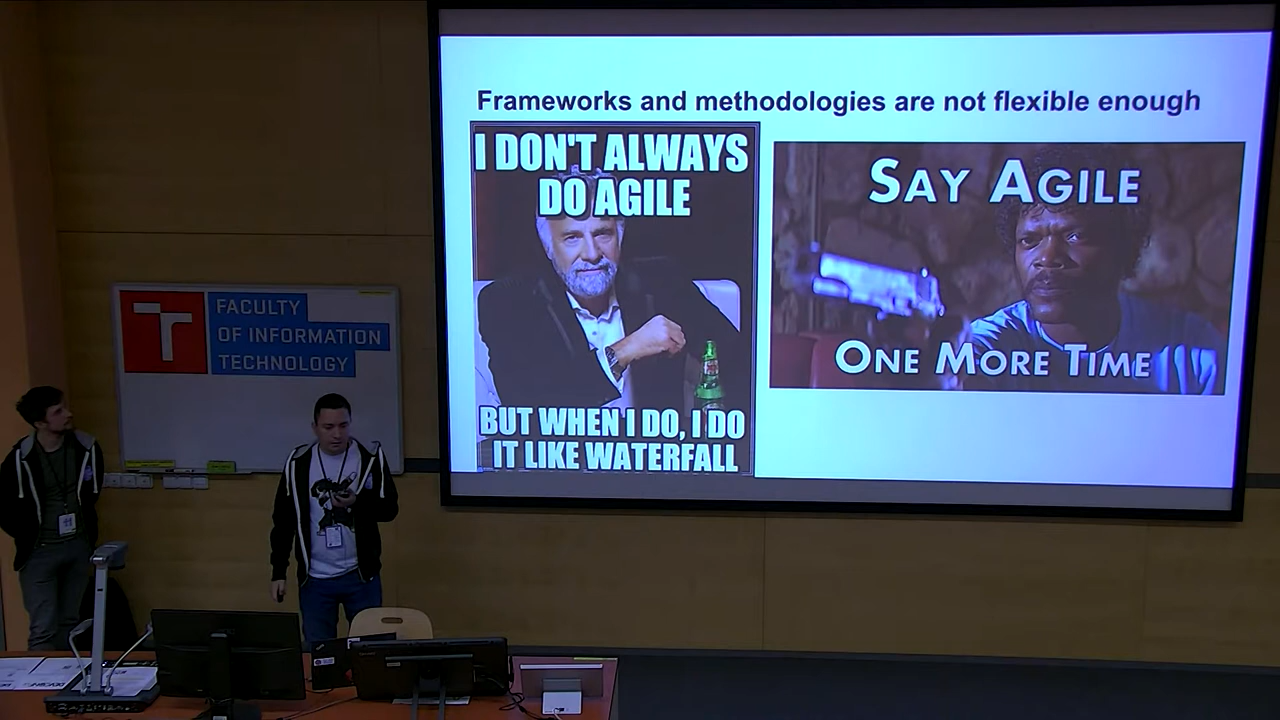 Frameworks and methodologies are not flexible enough
I DON'T ALWAYS
DO AGILE
BUT WHEN I DO, I DO
IT LIKE WATERFALL
SAY AGILE
ONE MORE TIME
FACULTY
OF INFORMATION
TECHNOLOGY